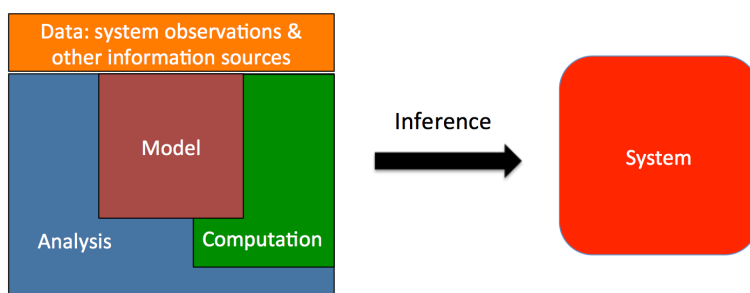 Data: system observations &
other information sources
Model
Analysis
Computation
Inference
System